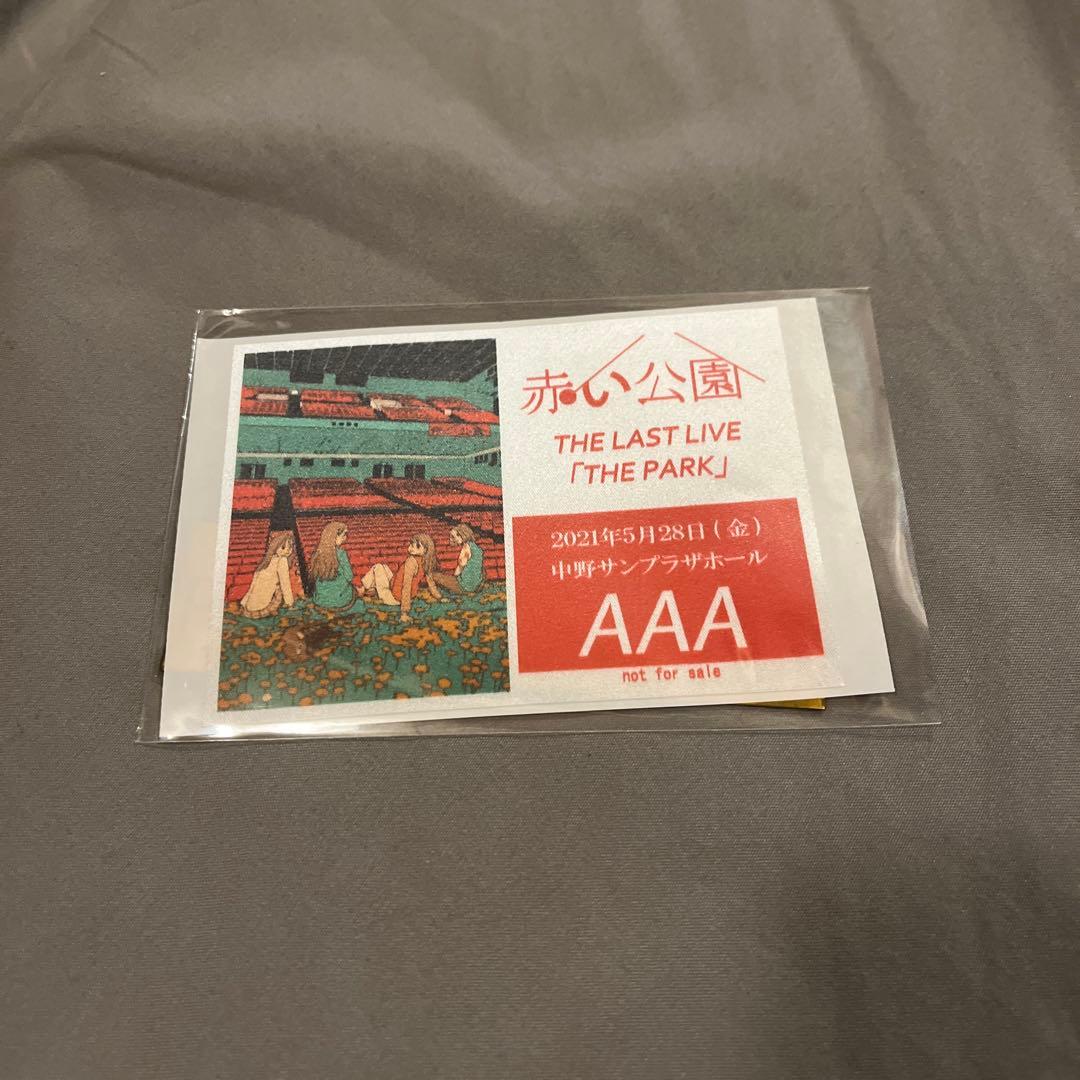 赤い公園
THE LAST LIVE
「THE PARK」
2021年5月28日(金)
中野サンプラザホール
AAA
not for sale